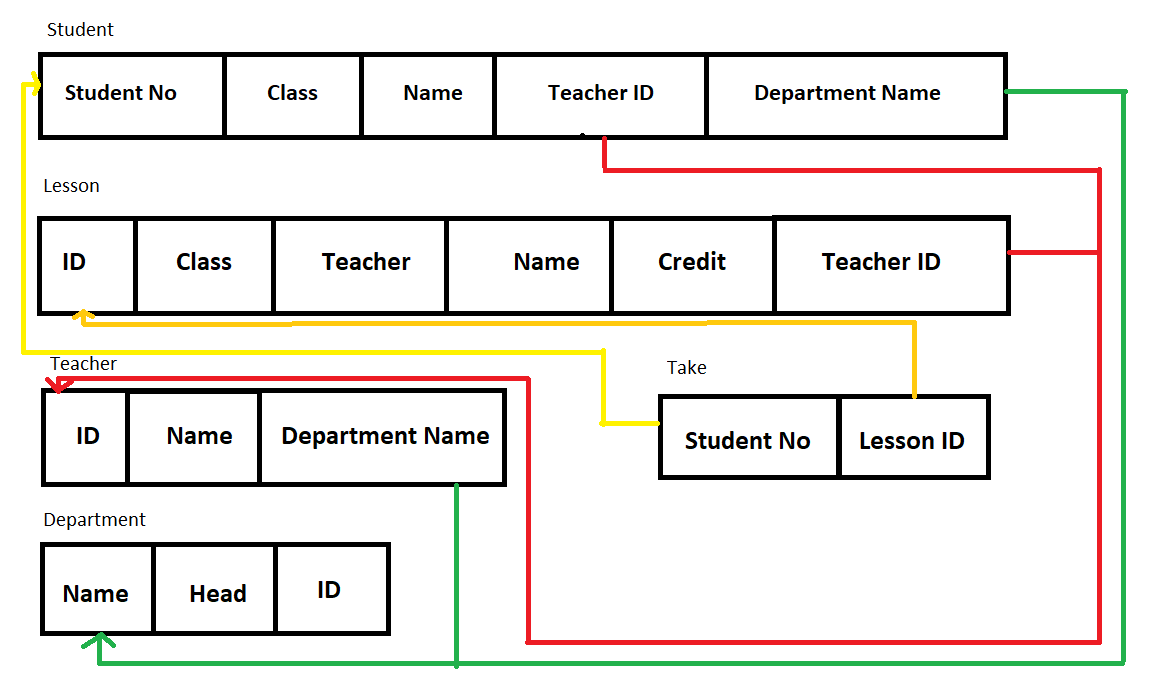 Student
Student No Class Name Teacher ID Department Name
Lesson
ID Class Teacher Name Credit Teacher ID
Teacher
ID Name Department Name
Take
Student No Lesson ID
Department
Name Head ID